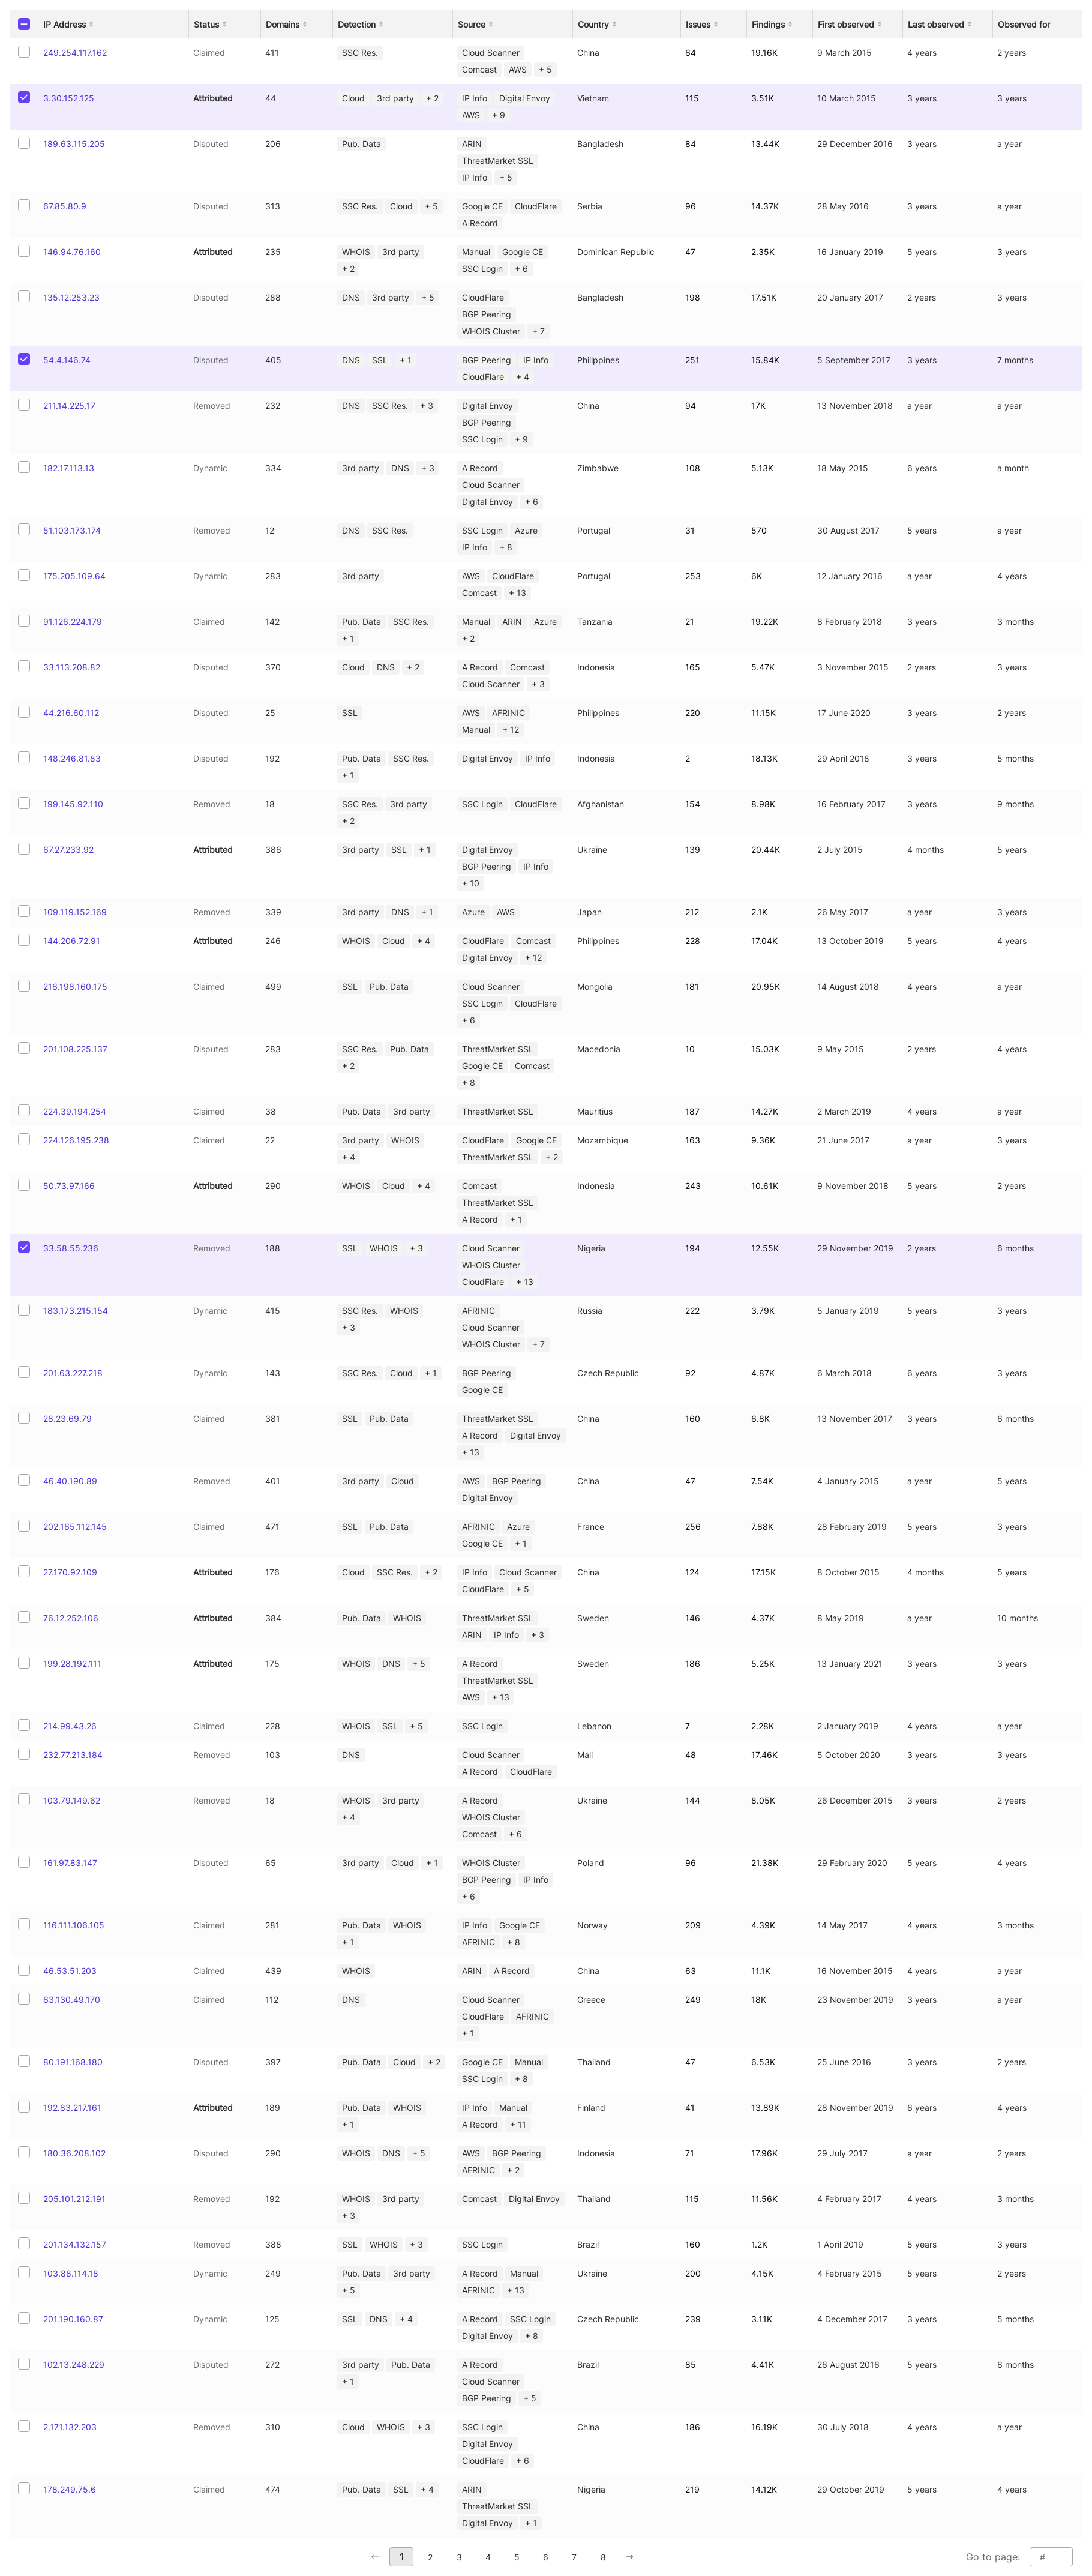 IP Address Status Domains Detection Source Country Issues Findings First observed Last observed Observed for
249.254.117.162 Claimed 411 SSC Res. Cloud Scanner China 64 19.16K 9 March 2015 4 years 2 years
Comcast AWS + 5
3.30.152.125 Attributed 44 Cloud 3rd party + 2 IP Info Digital Envoy Vietnam 115 3.51K 10 March 2015 3 years 3 years
AWS + 9
189.63.115.205 Disputed 206 Pub. Data ARIN Bangladesh 84 13.44K 29 December 2016 3 years a year
ThreatMarket SSL
IP Info + 5
67.85.80.9 Disputed 313 SSC Res. Cloud + 5 Google CE CloudFlare Serbia 96 14.37K 28 May 2016 3 years a year
A Record
146.94.76.160 Attributed 235 WHOIS 3rd party Manual Google CE Dominican Republic 47 2.35K 16 January 2019 5 years 3 years
+ 2 SSC Login + 6
135.12.253.23 Disputed 288 DNS 3rd party + 5 CloudFlare Bangladesh 198 17.51K 20 January 2017 2 years 3 years
BGP Peering
WHOIS Cluster + 7
54.4.146.74 Disputed 405 DNS SSL + 1 BGP Peering IP Info Philippines 251 15.84K 5 September 2017 3 years 7 months
CloudFlare + 4
211.14.225.17 Removed 232 DNS SSC Res. + 3 Digital Envoy China 94 17K 13 November 2018 a year a year
BGP Peering
SSC Login + 9
182.17.113.13 Dynamic 334 3rd party DNS + 3 A Record Zimbabwe 108 5.13K 18 May 2015 6 years a month
Cloud Scanner
Digital Envoy + 6
51.103.173.174 Removed 12 DNS SSC Res. SSC Login Azure Portugal 31 570 30 August 2017 5 years a year
IP Info + 8
175.205.109.64 Dynamic 283 3rd party AWS CloudFlare Portugal 253 6K 12 January 2016 a year 4 years
Comcast + 13
91.126.224.179 Claimed 142 Pub. Data SSC Res. Manual ARIN Azure Tanzania 21 19.22K 8 February 2018 3 years 3 months
+ 1 + 2
33.113.208.82 Disputed 370 Cloud DNS + 2 A Record Comcast Indonesia 165 5.47K 3 November 2015 2 years 3 years
Cloud Scanner + 3
44.216.60.112 Disputed 25 SSL AWS AFRINIC Philippines 220 11.15K 17 June 2020 3 years 2 years
Manual + 12
148.246.81.83 Disputed 192 Pub. Data SSC Res. Digital Envoy IP Info Indonesia 2 18.13K 29 April 2018 3 years 5 months
+ 1
199.145.92.110 Removed 18 SSC Res. 3rd party SSC Login CloudFlare Afghanistan 154 8.98K 16 February 2017 3 years 9 months
+ 2
67.27.233.92 Attributed 386 3rd party SSL + 1 Digital Envoy Ukraine 139 20.44K 2 July 2015 4 months 5 years
BGP Peering IP Info
+ 10
109.119.152.169 Removed 339 3rd party DNS + 1 Azure AWS Japan 212 2.1K 26 May 2017 a year 3 years
144.206.72.91 Attributed 246 WHOIS Cloud + 4 CloudFlare Comcast Philippines 228 17.04K 13 October 2019 5 years 4 years
Digital Envoy + 12
216.198.160.175 Claimed 499 SSL Pub. Data Cloud Scanner Mongolia 181 20.95K 14 August 2018 4 years a year
SSC Login CloudFlare
+ 6
201.108.225.137 Disputed 283 SSC Res. Pub. Data ThreatMarket SSL Macedonia 10 15.03K 9 May 2015 2 years 4 years
+ 2 Google CE Comcast
+ 8
224.39.194.254 Claimed 38 Pub. Data 3rd party ThreatMarket SSL Mauritius 187 14.27K 2 March 2019 4 years a year
224.126.195.238 Claimed 22 3rd party WHOIS CloudFlare Google CE Mozambique 163 9.36K 21 June 2017 a year 3 years
+ 4 ThreatMarket SSL + 2
50.73.97.166 Attributed 290 WHOIS Cloud + 4 Comcast Indonesia 243 10.61K 9 November 2018 5 years 2 years
ThreatMarket SSL
A Record + 1
33.58.55.236 Removed 188 SSL WHOIS + 3 Cloud Scanner Nigeria 194 12.55K 29 November 2019 2 years 6 months
WHOIS Cluster
CloudFlare + 13
183.173.215.154 Dynamic 415 SSC Res. WHOIS AFRINIC Russia 222 3.79K 5 January 2019 5 years 3 years
+ 3 Cloud Scanner
WHOIS Cluster + 7
201.63.227.218 Dynamic 143 SSC Res. Cloud + 1 BGP Peering Czech Republic 92 4.87K 6 March 2018 6 years 3 years
Google CE
28.23.69.79 Claimed 381 SSL Pub. Data ThreatMarket SSL China 160 6.8K 13 November 2017 3 years 6 months
A Record Digital Envoy
+ 13
46.40.190.89 Removed 401 3rd party Cloud AWS BGP Peering China 47 7.54K 4 January 2015 a year 5 years
Digital Envoy
202.165.112.145 Claimed 471 SSL Pub. Data AFRINIC Azure France 256 7.88K 28 February 2019 5 years 3 years
Google CE + 1
27.170.92.109 Attributed 176 Cloud SSC Res. + 2 IP Info Cloud Scanner China 124 17.15K 8 October 2015 4 months 5 years
CloudFlare + 5
76.12.252.106 Attributed 384 Pub. Data WHOIS ThreatMarket SSL Sweden 146 4.37K 8 May 2019 a year 10 months
ARIN IP Info + 3
199.28.192.111 Attributed 175 WHOIS DNS + 5 A Record Sweden 186 5.25K 13 January 2021 3 years 3 years
ThreatMarket SSL
AWS + 13
214.99.43.26 Claimed 228 WHOIS SSL + 5 SSC Login Lebanon 7 2.28K 2 January 2019 4 years a year
232.77.213.184 Removed 103 DNS Cloud Scanner Mali 48 17.46K 5 October 2020 3 years 3 years
A Record CloudFlare
103.79.149.62 Removed 18 WHOIS 3rd party A Record Ukraine 144 8.05K 26 December 2015 3 years 2 years
+ 4 WHOIS Cluster
Comcast + 6
161.97.83.147 Disputed 65 3rd party Cloud + 1 WHOIS Cluster Poland 96 21.38K 29 February 2020 5 years 4 years
BGP Peering IP Info
+ 6
116.111.106.105 Claimed 281 Pub. Data WHOIS IP Info Google CE Norway 209 4.39K 14 May 2017 4 years 3 months
+ 1 AFRINIC + 8
46.53.51.203 Claimed 439 WHOIS ARIN A Record China 63 11.1K 16 November 2015 4 years a year
63.130.49.170 Claimed 112 DNS Cloud Scanner Greece 249 18K 23 November 2019 3 years a year
CloudFlare AFRINIC
+ 1
80.191.168.180 Disputed 397 Pub. Data Cloud + 2 Google CE Manual Thailand 47 6.53K 25 June 2016 3 years 2 years
SSC Login + 8
192.83.217.161 Attributed 189 Pub. Data WHOIS IP Info Manual Finland 41 13.89K 28 November 2019 6 years 4 years
+ 1 A Record + 11
180.36.208.102 Disputed 290 WHOIS DNS + 5 AWS BGP Peering Indonesia 71 17.96K 29 July 2017 a year 2 years
AFRINIC + 2
205.101.212.191 Removed 192 WHOIS 3rd party Comcast Digital Envoy Thailand 115 11.56K 4 February 2017 4 years 3 months
+ 3
201.134.132.157 Removed 388 SSL WHOIS + 3 SSC Login Brazil 160 1.2K 1 April 2019 5 years 3 years
103.88.114.18 Dynamic 249 Pub. Data 3rd party A Record Manual Ukraine 200 4.15K 4 February 2015 5 years 2 years
+ 5 AFRINIC + 13
201.190.160.87 Dynamic 125 SSL DNS + 4 A Record SSC Login Czech Republic 239 3.11K 4 December 2017 3 years 5 months
Digital Envoy + 8
102.13.248.229 Disputed 272 3rd party Pub. Data A Record Brazil 85 4.41K 26 August 2016 5 years 6 months
+ 1 Cloud Scanner
BGP Peering + 5
2.171.132.203 Removed 310 Cloud WHOIS + 3 SSC Login China 186 16.19K 30 July 2018 4 years a year
Digital Envoy
CloudFlare + 6
178.249.75.6 Claimed 474 Pub. Data SSL + 4 ARIN Nigeria 219 14.12K 29 October 2019 5 years 4 years
ThreatMarket SSL
Digital Envoy + 1
← 1 2 3 4 5 6 7 8 → Go to page: #